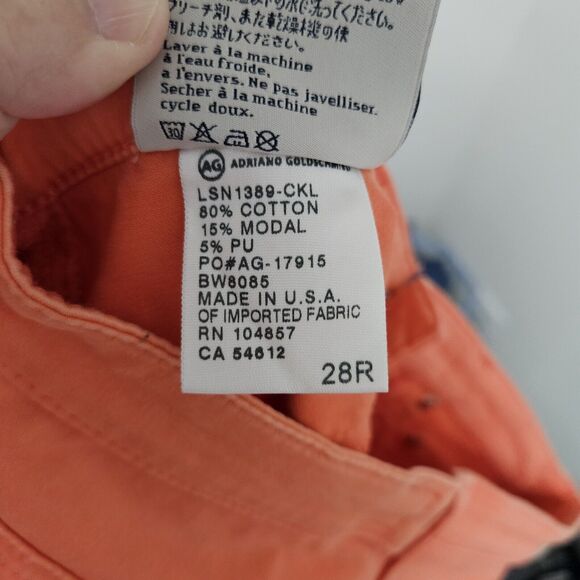 リーチ剤、また乾燥機の使
用はお避けください。
Laver à la machine
à l'eau froide,
a l'envers. Ne pas javelliser.
Secher à la machine
cycle doux.
30
AG ADRIANO GOLDSCHMIED
LSN1389-CKL
80% COTTON
15% MODAL
5% PU
PO#AG-17915
BW8085
MADE IN U.S.A.
OF IMPORTED FABRIC
RN 104857
CA 54612
28R